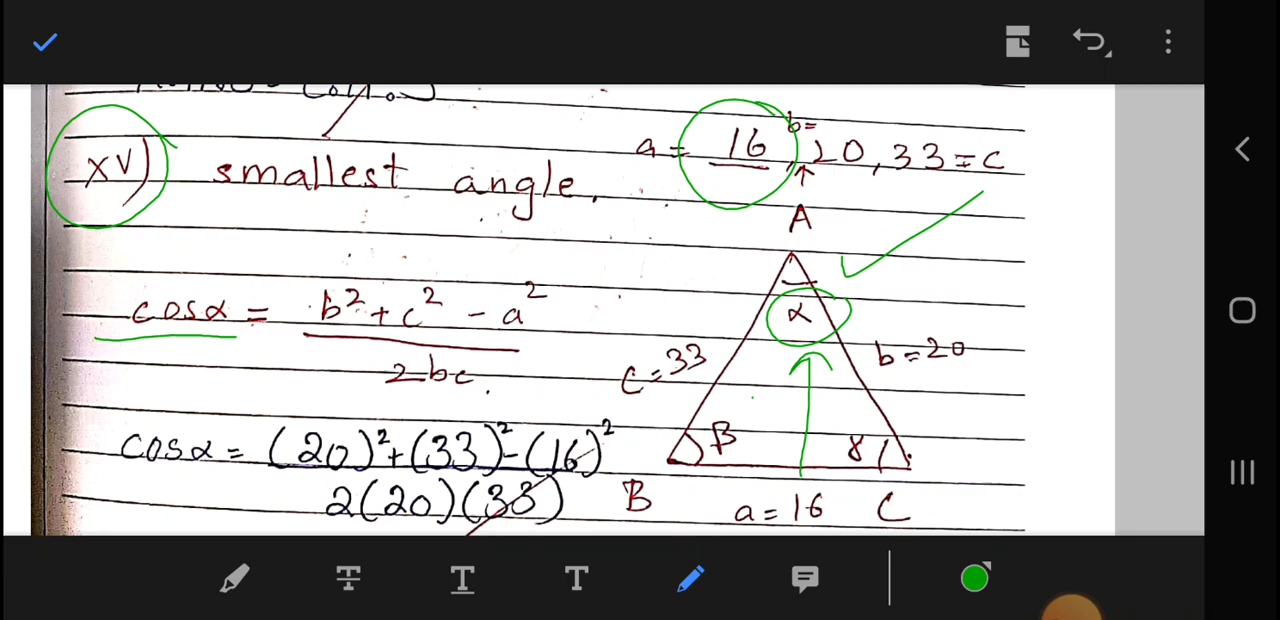 a = 16, b= 20, 33 = c
xv) smallest angle.
A
cosα = b² + c² - a²
2bc.
α
c = 33
b = 20
cosα = (20)² + (33)² - (16)²
2(20)(33)
β
γ
B
a = 16
C
T
T
T